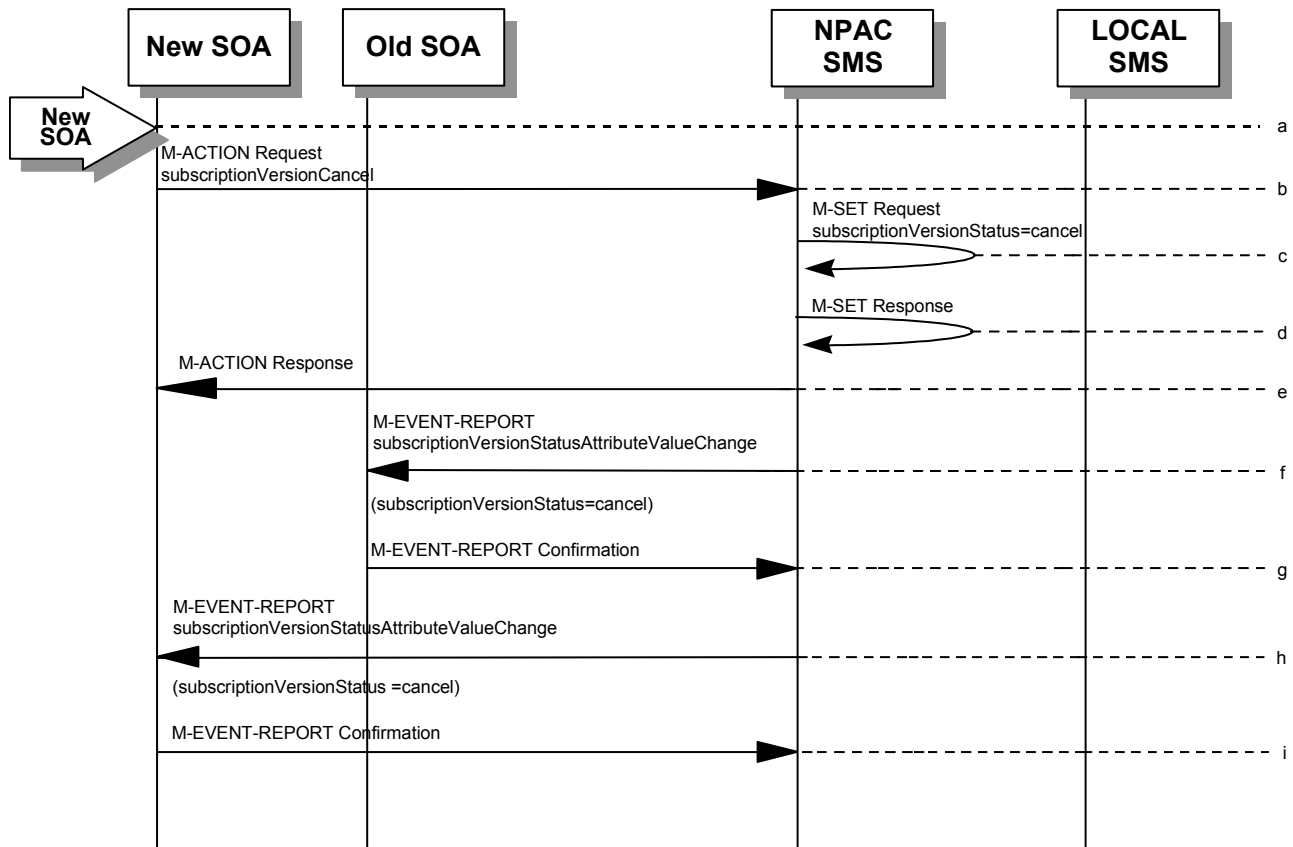 New SOA
Old SOA
NPAC
SMS
LOCAL
SMS
New
SOA
a
M-ACTION Request
subscriptionVersionCancel
b
M-SET Request
subscriptionVersionStatus=cancel
c
M-SET Response
d
M-ACTION Response
e
M-EVENT-REPORT
subscriptionVersionStatusAttributeValueChange
f
(subscriptionVersionStatus=cancel)
M-EVENT-REPORT Confirmation
g
M-EVENT-REPORT
subscriptionVersionStatusAttributeValueChange
h
(subscriptionVersionStatus =cancel)
M-EVENT-REPORT Confirmation
i